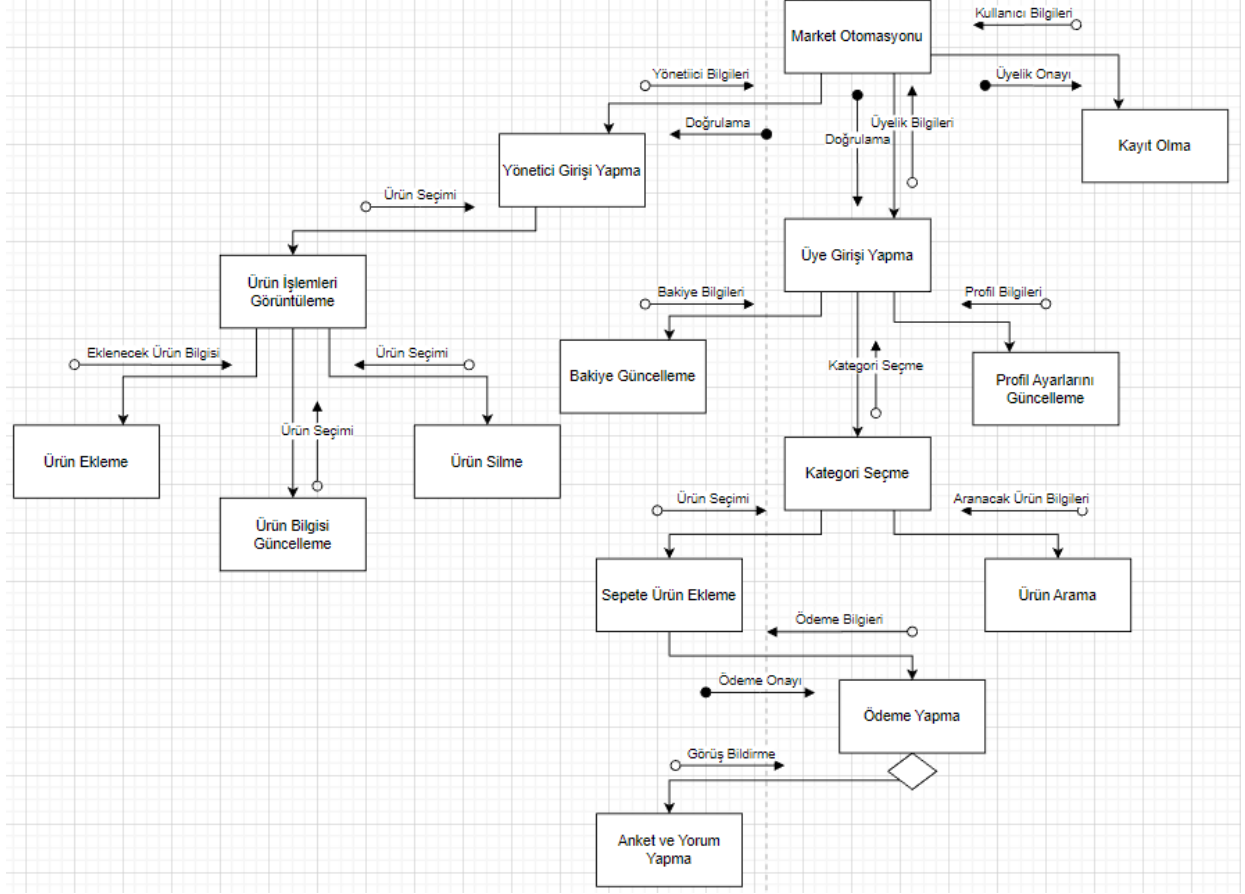 Kullanıcı Bilgileri
Market Otomasyonu
Yönetiici Bilgileri
Üyelik Onayı
Doğrulama
Üyelik Bilgileri
Doğrulama
Kayıt Olma
Yönetici Girişi Yapma
Ürün Seçimi
Üye Girişi Yapma
Ürün İşlemleri
Görüntüleme
Bakiye Bilgileri
Profil Bilgileri
Eklenecek Ürün Bilgisi
Ürün Seçimi
Kategori Seçme
Bakiye Güncelleme
Profil Ayarlarını
Güncelleme
Ürün Seçimi
Ürün Ekleme
Ürün Silme
Kategori Seçme
Ürün Seçimi
Aranacak Ürün Bilgileri
Ürün Bilgisi
Güncelleme
Sepete Ürün Ekleme
Ürün Arama
Ödeme Bilgieri
Ödeme Onayı
Ödeme Yapma
Görüş Bildirme
Anket ve Yorum
Yapma